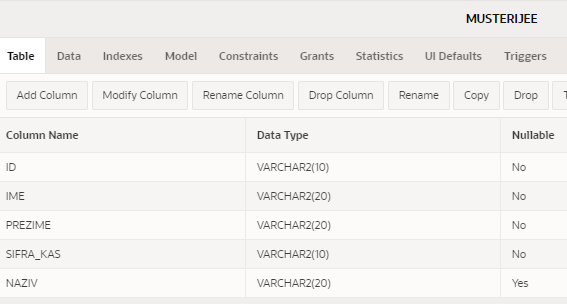 MUSTERIJEE
Table Data Indexes Model Constraints Grants Statistics UI Defaults Triggers
Add Column Modify Column Rename Column Drop Column Rename Copy Drop
Column Name Data Type Nullable
ID VARCHAR2(10) No
IME VARCHAR2(20) No
PREZIME VARCHAR2(20) No
SIFRA_KAS VARCHAR2(10) No
NAZIV VARCHAR2(20) Yes